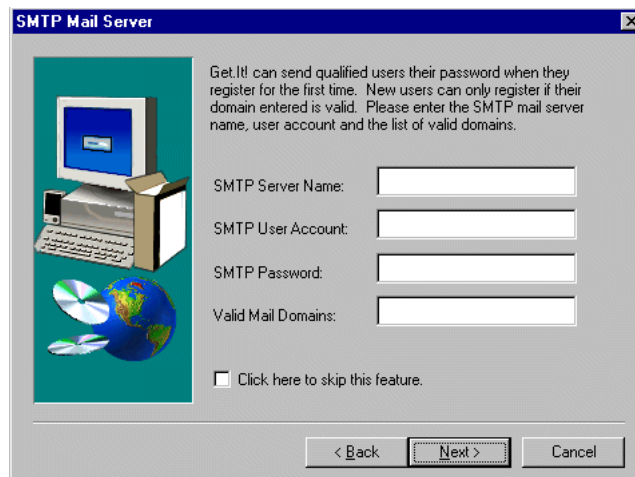 SMTP Mail Server
Get.It! can send qualified users their password when they
register for the first time. New users can only register if their
domain entered is valid. Please enter the SMTP mail server
name, user account and the list of valid domains.
SMTP Server Name:
SMTP User Account:
SMTP Password:
Valid Mail Domains:
Click here to skip this feature.
< Back
Next >
Cancel